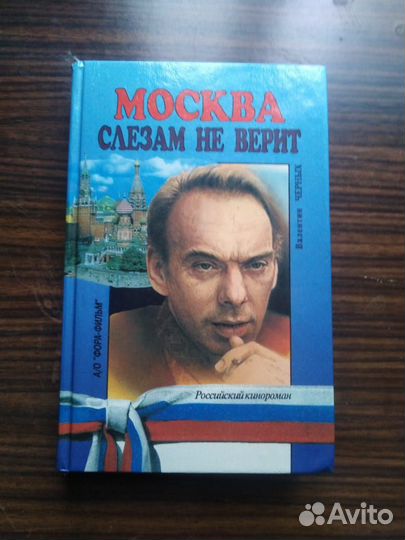 МОСКВА
СЛЕЗАМ НЕ ВЕРИТ
Валентин ЧЕРНЫХ
А/О "ФОРА-ФИЛЬМ"
Российский кинороман
Avito